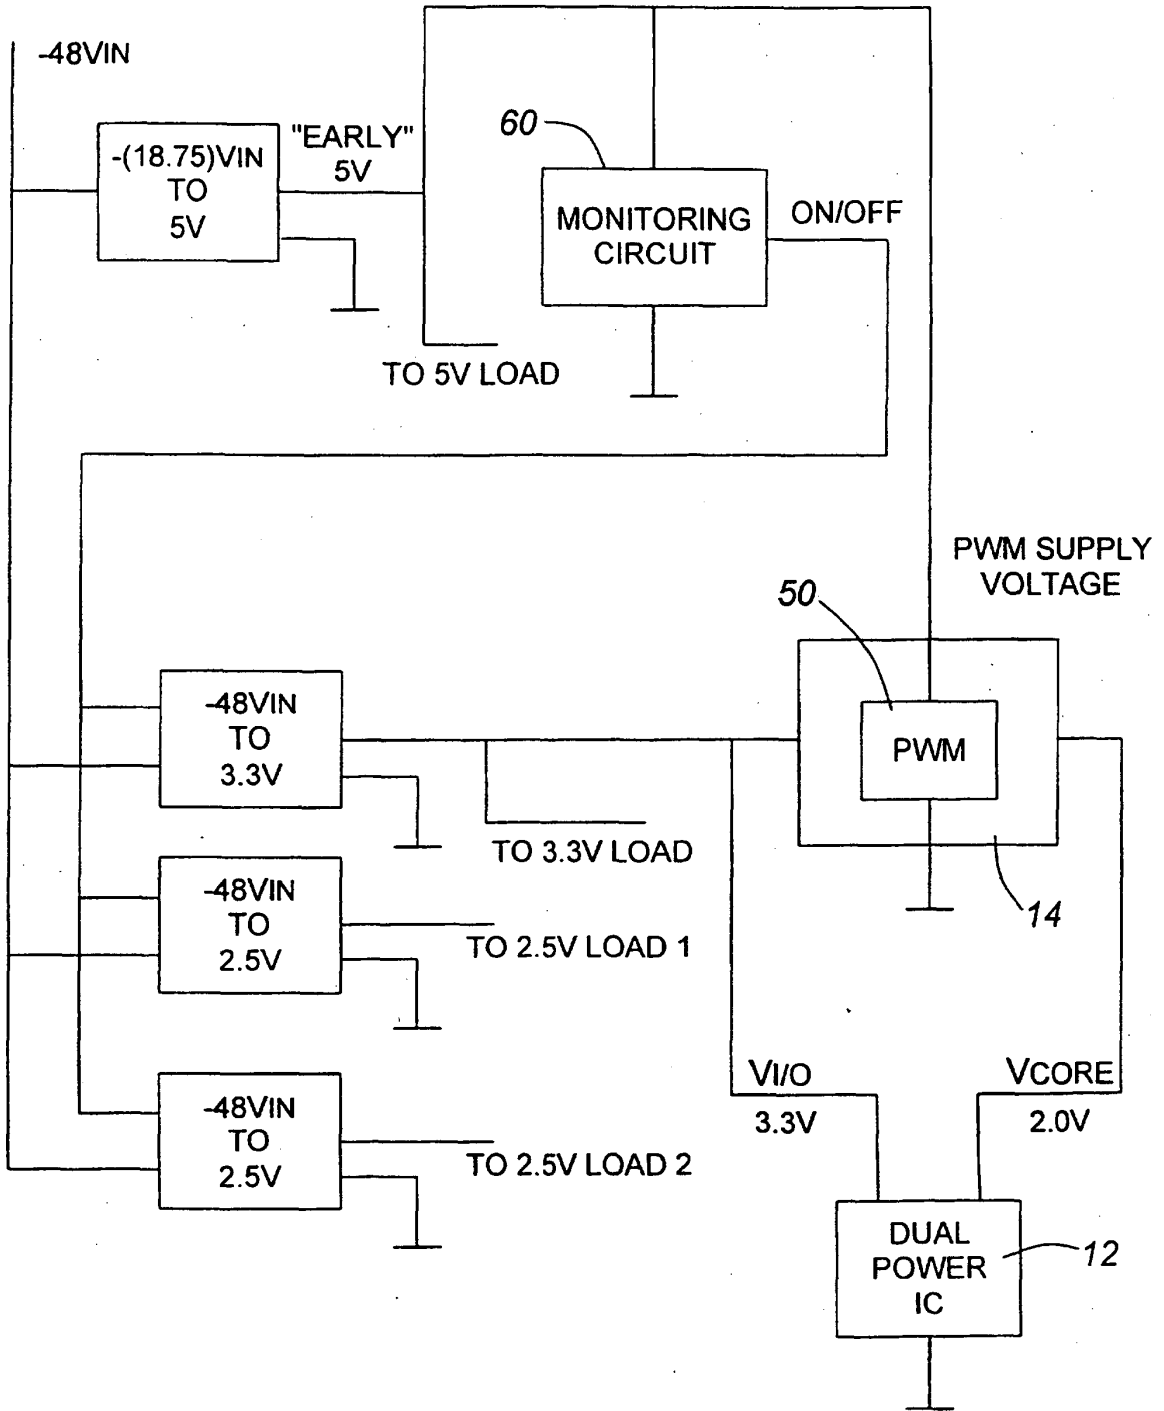 -48VIN
-(18.75)VIN
TO
5V
"EARLY"
5V
60
MONITORING
CIRCUIT
ON/OFF
TO 5V LOAD
PWM SUPPLY
VOLTAGE
50
PWM
14
-48VIN
TO
3.3V
TO 3.3V LOAD
-48VIN
TO
2.5V
TO 2.5V LOAD 1
-48VIN
TO
2.5V
TO 2.5V LOAD 2
VI/O
3.3V
VCORE
2.0V
DUAL
POWER
IC
12